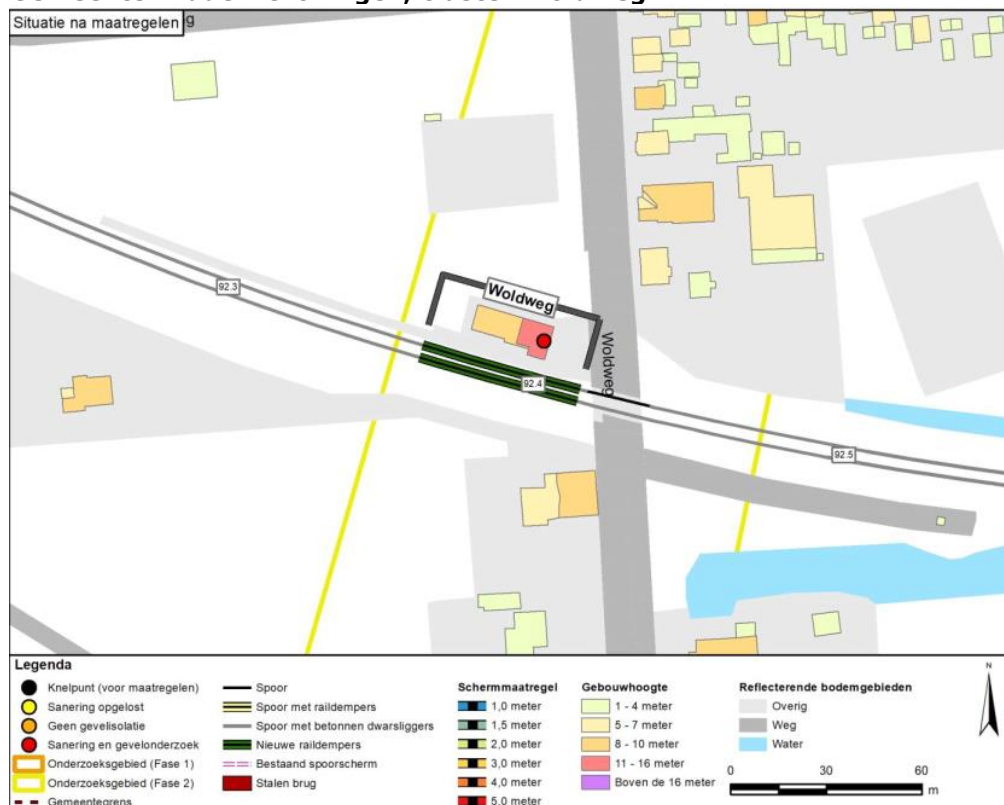 Situatie na maatregelen
Woldweg
Woldweg
92.3
92.4
92.5
Legenda
Knelpunt (voor maatregelen)
Sanering opgelost
Geen gevelisolatie
Sanering en gevelonderzoek
Onderzoeksgebied (Fase 1)
Onderzoeksgebied (Fase 2)
Gemeentegrens
Spoor
Spoor met raildempers
Spoor met betonnen dwarsliggers
Nieuwe raildempers
Bestaand spoorscherm
Stalen brug
Schermmaatregel
1,0 meter
1,5 meter
2,0 meter
3,0 meter
4,0 meter
5,0 meter
Gebouwhoogte
1 - 4 meter
5 - 7 meter
8 - 10 meter
11 - 16 meter
Boven de 16 meter
Reflecterende bodemgebieden
Overig
Weg
Water
N
0 30 60
m